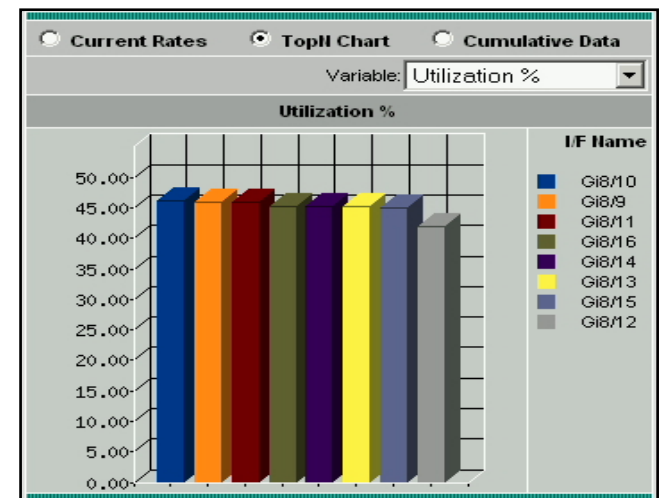 Current Rates TopN Chart Cumulative Data
Variable: Utilization %
Utilization %
I/F Name
50.00
45.00
40.00
35.00
30.00
25.00
20.00
15.00
10.00
5.00
0.00
Gi8/10
Gi8/9
Gi8/11
Gi8/16
Gi8/14
Gi8/13
Gi8/15
Gi8/12